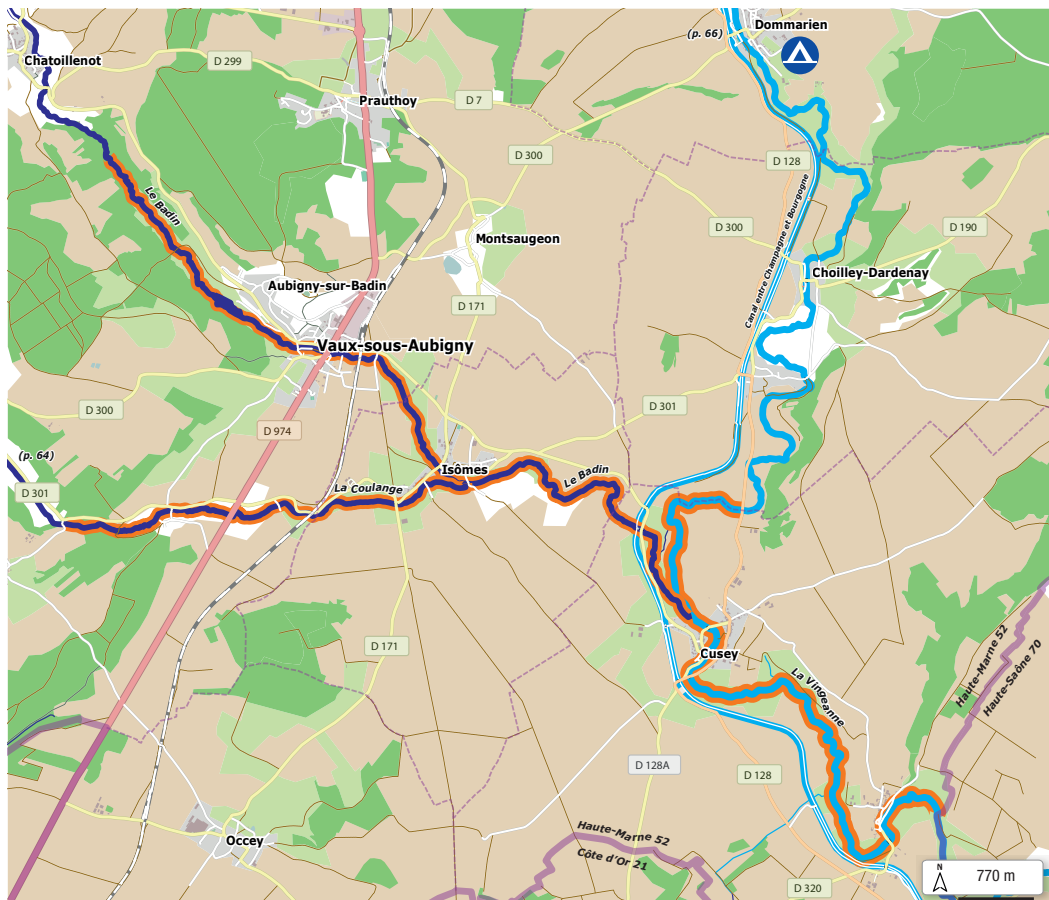 Dommarien
(p. 66)
Chatoillenot
D 299
Prauthoy
D 7
D 300
D 128
Le Badin
Canal entre Champagne et Bourgogne
D 300
D 190
Montsaugeon
Choilley-Dardenay
Aubigny-sur-Badin
D 171
Vaux-sous-Aubigny
D 300
D 301
D 974
(p. 64)
Isômes
Le Badin
D 301
La Coulange
D 171
Cusey
Haute-Marne 52
Haute-Saône 70
La Vingeanne
D 128A
D 128
Occey
Haute-Marne 52
Côte d'Or 21
N
770 m
D 320